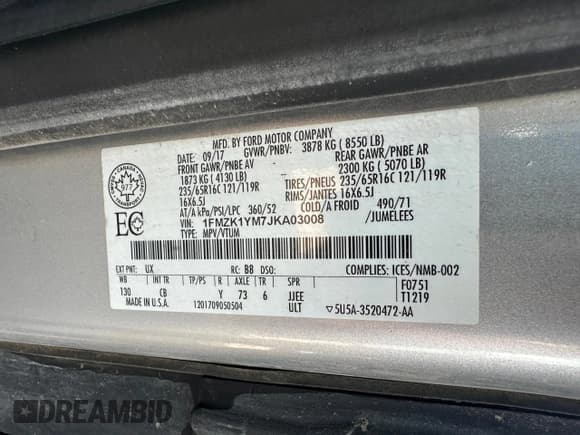 MFD. BY FORD MOTOR COMPANY
09/17 GVWR/PNBV: 3878 KG ( 8550 LB)
FRONT GAWR/PNBE AV REAR GAWR/PNBE AR
1873 KG ( 4130 LB) 2300 KG ( 5070 LB)
235/65R16C 121/119R TIRES/PNEUS 235/65R16C 121/119R
16X6.5J RIMS/JANTES 16X6.5J
AT/A kPa/PSI/LPC 360/52 COLD/A FROID 490/71
/JUMELEES
CANADA
977
EC
VIN: 1FMZK1YM7JKA03008
TYPE: MPV/VTUM
EXT PNT: UX RC: B8 DSO: COMPLIES: ICES/NMB-002
WB INT TR TP/PS R AXLE TR SPR
130 CB Y 73 6 JJEE F0751
MADE IN U.S.A. 1201709050504 ULT T1219
▽5U5A-3520472-AA
DREAMBID